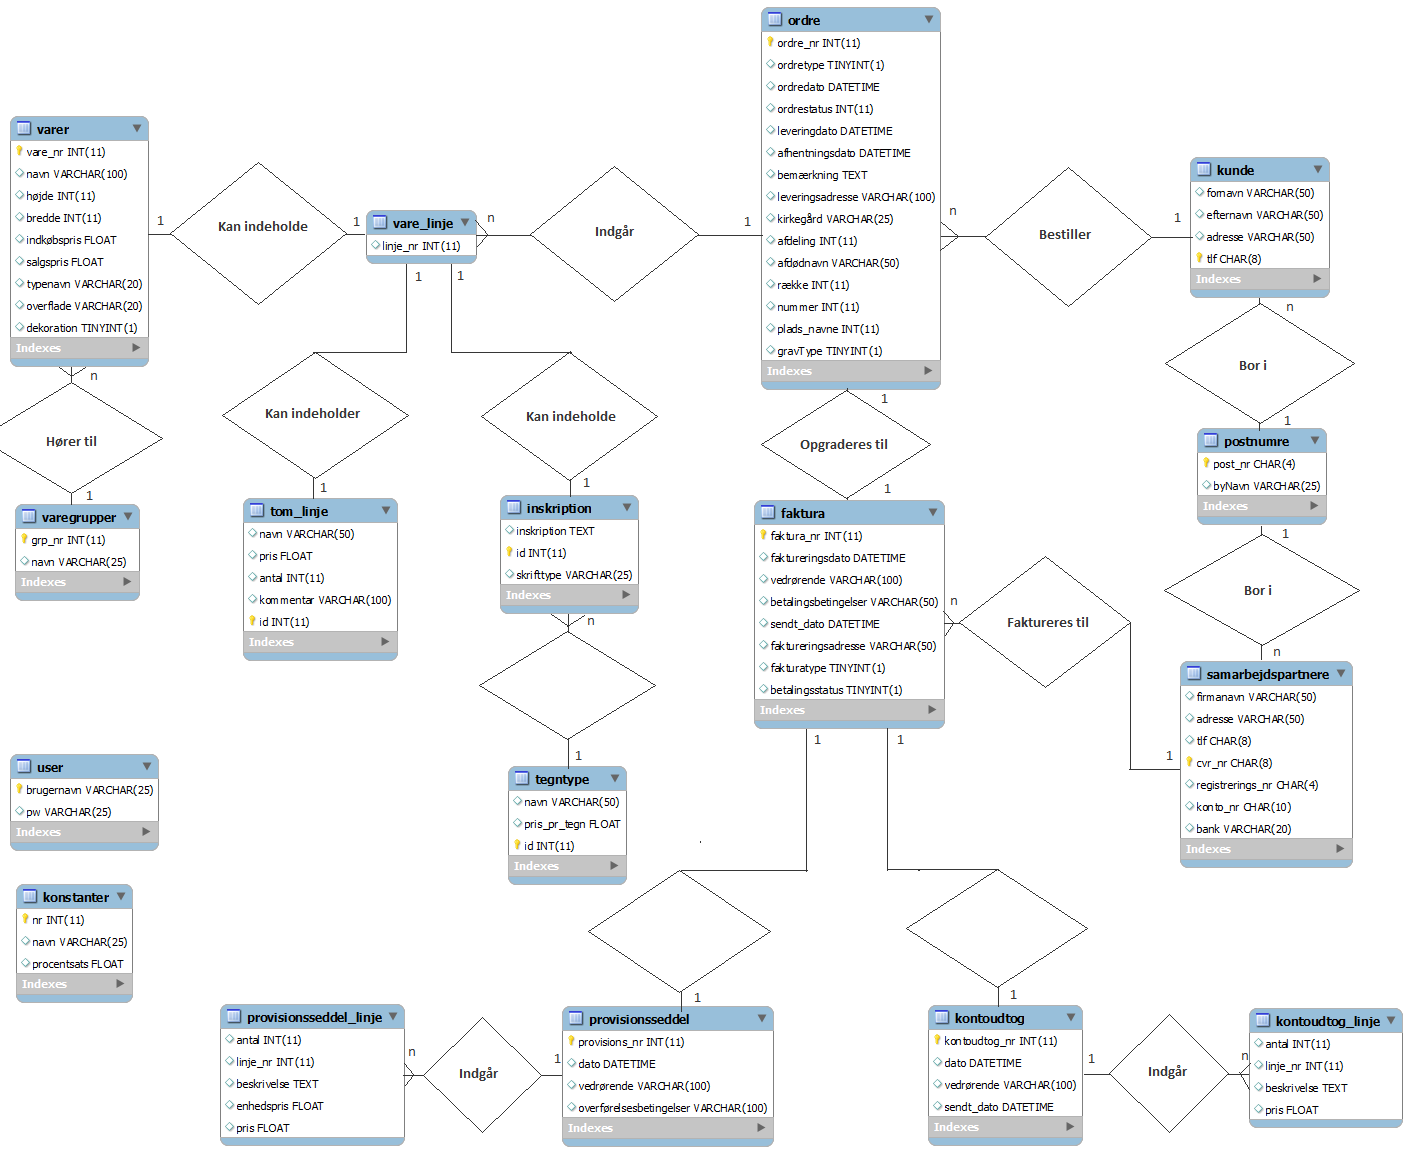 ordre
ordre_nr INT(11)
ordretype TINYINT(1)
ordredato DATETIME
ordrestatus INT(11)
leveringdato DATETIME
afhentningsdato DATETIME
bemærkning TEXT
leveringsadresse VARCHAR(100)
kirkegård VARCHAR(25)
afdeling INT(11)
afdødnavn VARCHAR(50)
række INT(11)
nummer INT(11)
plads_navne INT(11)
gravType TINYINT(1)
Indexes
varer
vare_nr INT(11)
navn VARCHAR(100)
højde INT(11)
bredde INT(11)
indkøbspris FLOAT
salgspris FLOAT
typenavn VARCHAR(20)
overflade VARCHAR(20)
dekoration TINYINT(1)
Indexes
1
Kan indeholde
1
vare_linje
linje_nr INT(11)
n
Indgår
1
n
Bestiller
1
kunde
fornavn VARCHAR(50)
efternavn VARCHAR(50)
adresse VARCHAR(50)
tlf CHAR(8)
Indexes
1
1
n
Bor i
1
n
Hører til
1
Kan indeholder
1
Kan indeholde
1
1
Opgraderes til
1
postnumre
post_nr CHAR(4)
byNavn VARCHAR(25)
Indexes
1
Bor i
n
varegrupper
grp_nr INT(11)
navn VARCHAR(25)
Indexes
tom_linje
navn VARCHAR(50)
pris FLOAT
antal INT(11)
kommentar VARCHAR(100)
id INT(11)
Indexes
inskription
inskription TEXT
id INT(11)
skrifttype VARCHAR(25)
Indexes
n
1
faktura
faktura_nr INT(11)
faktureringsdato DATETIME
vedrørende VARCHAR(100)
betalingsbetingelser VARCHAR(50)
sendt_dato DATETIME
faktureringsadresse VARCHAR(50)
fakturatype TINYINT(1)
betalingsstatus TINYINT(1)
Indexes
n
Faktureres til
1
samarbejdspartnere
firmanavn VARCHAR(50)
adresse VARCHAR(50)
tlf CHAR(8)
cvr_nr CHAR(8)
registrerings_nr CHAR(4)
konto_nr CHAR(10)
bank VARCHAR(20)
Indexes
1
1
user
brugernavn VARCHAR(25)
pw VARCHAR(25)
Indexes
tegntype
navn VARCHAR(50)
pris_pr_tegn FLOAT
id INT(11)
Indexes
konstanter
nr INT(11)
navn VARCHAR(25)
procentsats FLOAT
Indexes
1
1
provisionsseddel_linje
antal INT(11)
linje_nr INT(11)
beskrivelse TEXT
enhedspris FLOAT
pris FLOAT
n
Indgår
1
provisionsseddel
provisions_nr INT(11)
dato DATETIME
vedrørende VARCHAR(100)
overførelsesbetingelser VARCHAR(100)
Indexes
kontoudtog
kontoudtog_nr INT(11)
dato DATETIME
vedrørende VARCHAR(100)
sendt_dato DATETIME
Indexes
1
Indgår
n
kontoudtog_linje
antal INT(11)
linje_nr INT(11)
beskrivelse TEXT
pris FLOAT